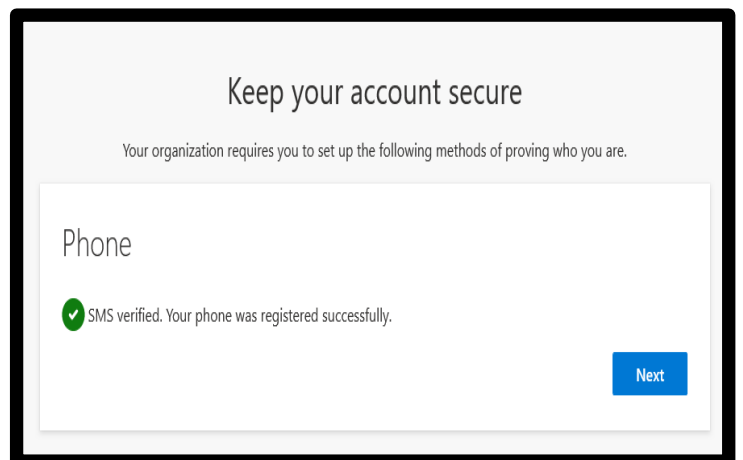 Keep your account secure
Your organization requires you to set up the following methods of proving who you are.
Phone
SMS verified. Your phone was registered successfully.
Next